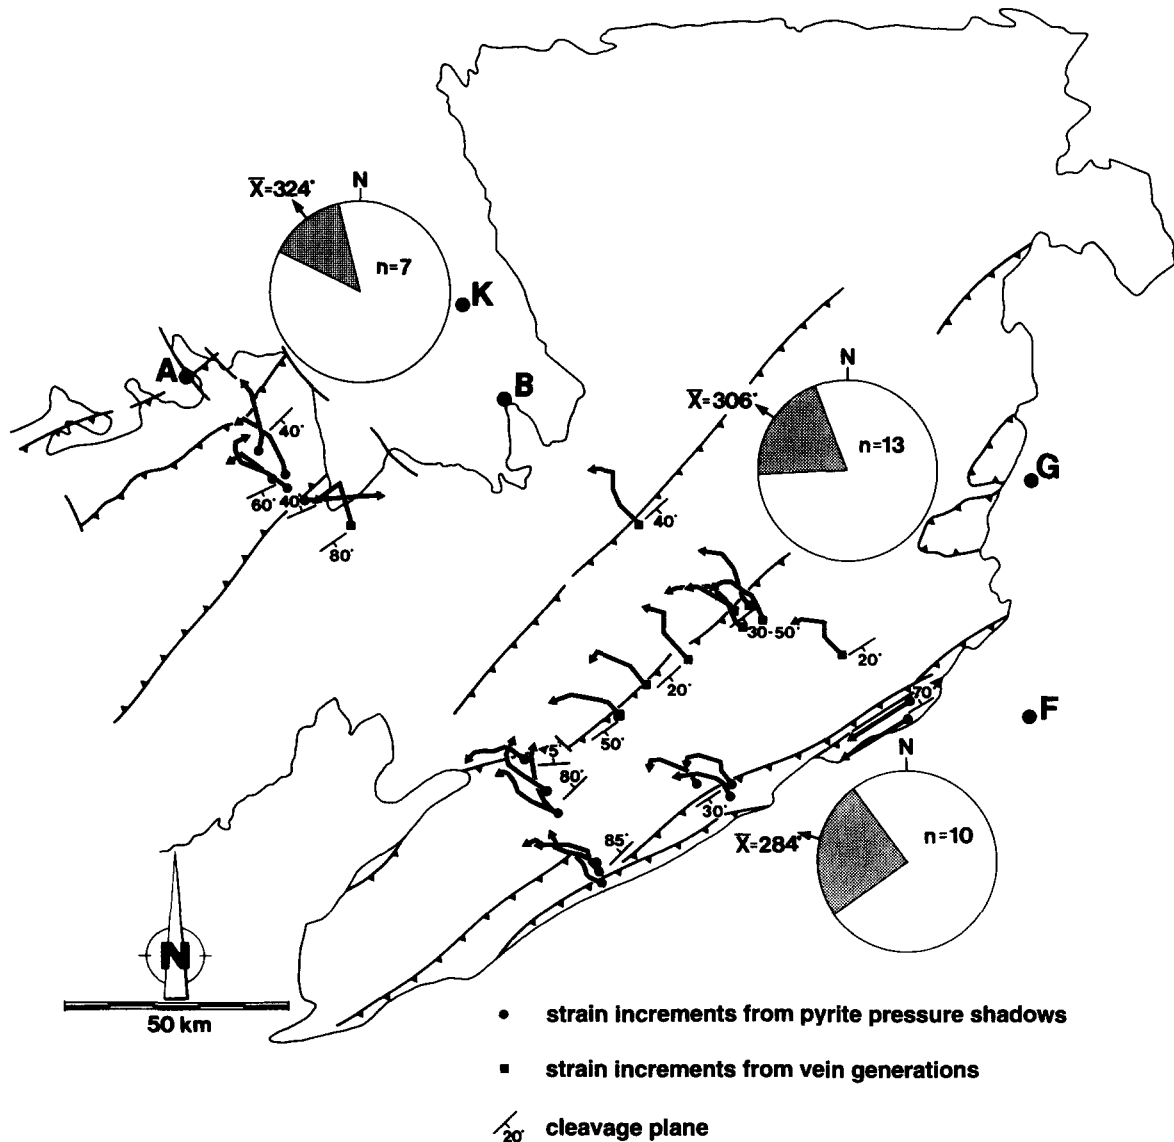 N
X̄=324°
n=7
K
A
B
40°
60°
40°
80°
N
X̄=306°
n=13
G
40°
30-50°
20°
20°
50°
70°
F
5°
80°
30°
85°
N
X̄=284°
n=10
N
50 km
strain increments from pyrite pressure shadows
strain increments from vein generations
20° cleavage plane